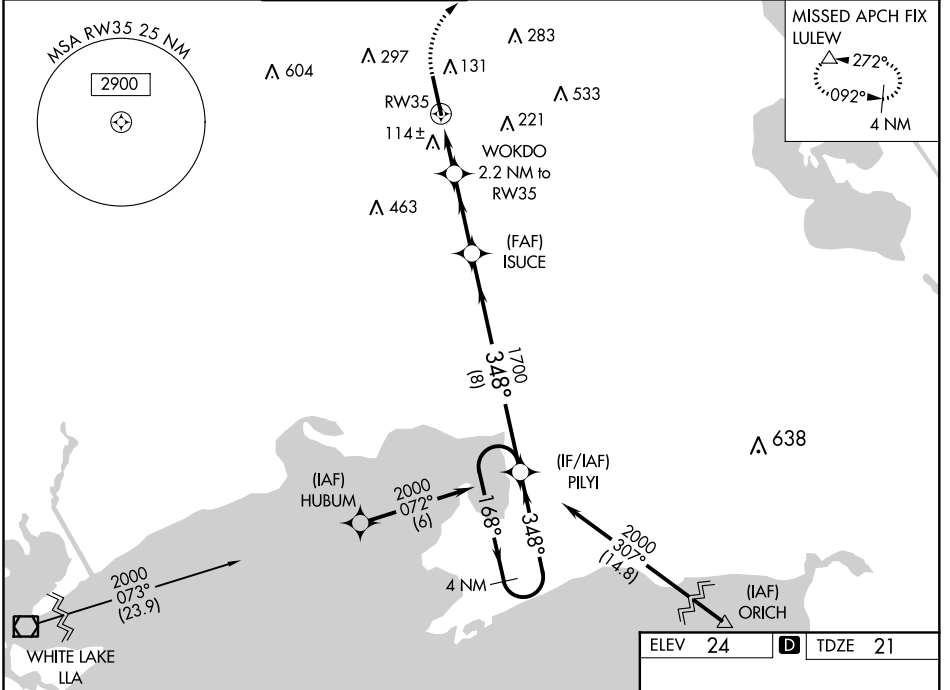 MSA RW35 25 NM
2900
604
297
283
131
533
RW35
221
114±
WOKDO
2.2 NM to
RW35
463
(FAF)
ISUCE
MISSED APCH FIX
LULEW
272°
092°
4 NM
1700
348°
(8)
638
(IF/IAF)
PILYI
(IAF)
HUBUM
2000
072°
(6)
168°
348°
4 NM
2000
307°
(14.8)
(IAF)
ORICH
2000
073°
(23.9)
WHITE LAKE
LLA
ELEV 24 D TDZE 21